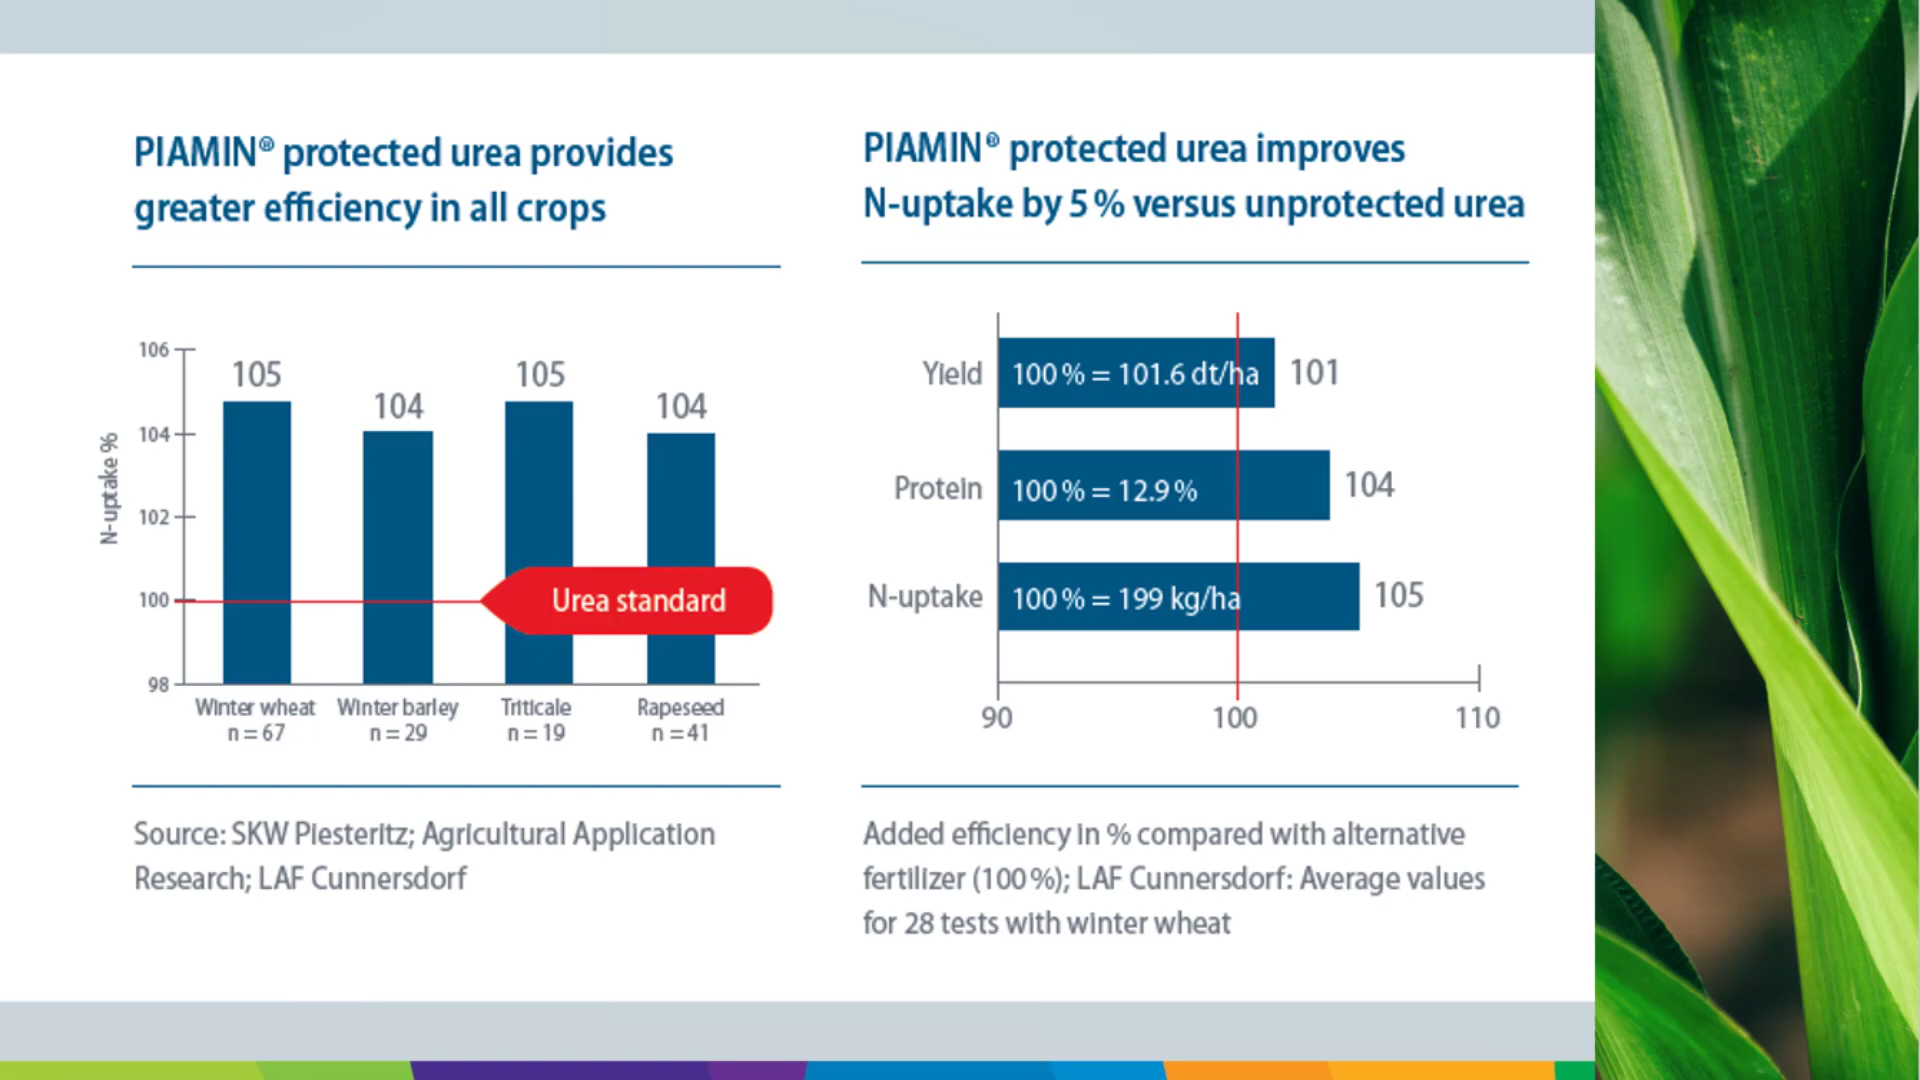 PIAMIN® protected urea provides
greater efficiency in all crops
106
104
102
100
98
N-uptake %
105
104
105
104
Urea standard
Winter wheat
n = 67
Winter barley
n = 29
Triticale
n = 19
Rapeseed
n = 41
Source: SKW Piesteritz; Agricultural Application
Research; LAF Cunnersdorf
PIAMIN® protected urea improves
N-uptake by 5 % versus unprotected urea
Yield
100 % = 101.6 dt/ha
101
Protein
100 % = 12.9 %
104
N-uptake
100 % = 199 kg/ha
105
90
100
110
Added efficiency in % compared with alternative
fertilizer (100 %); LAF Cunnersdorf: Average values
for 28 tests with winter wheat